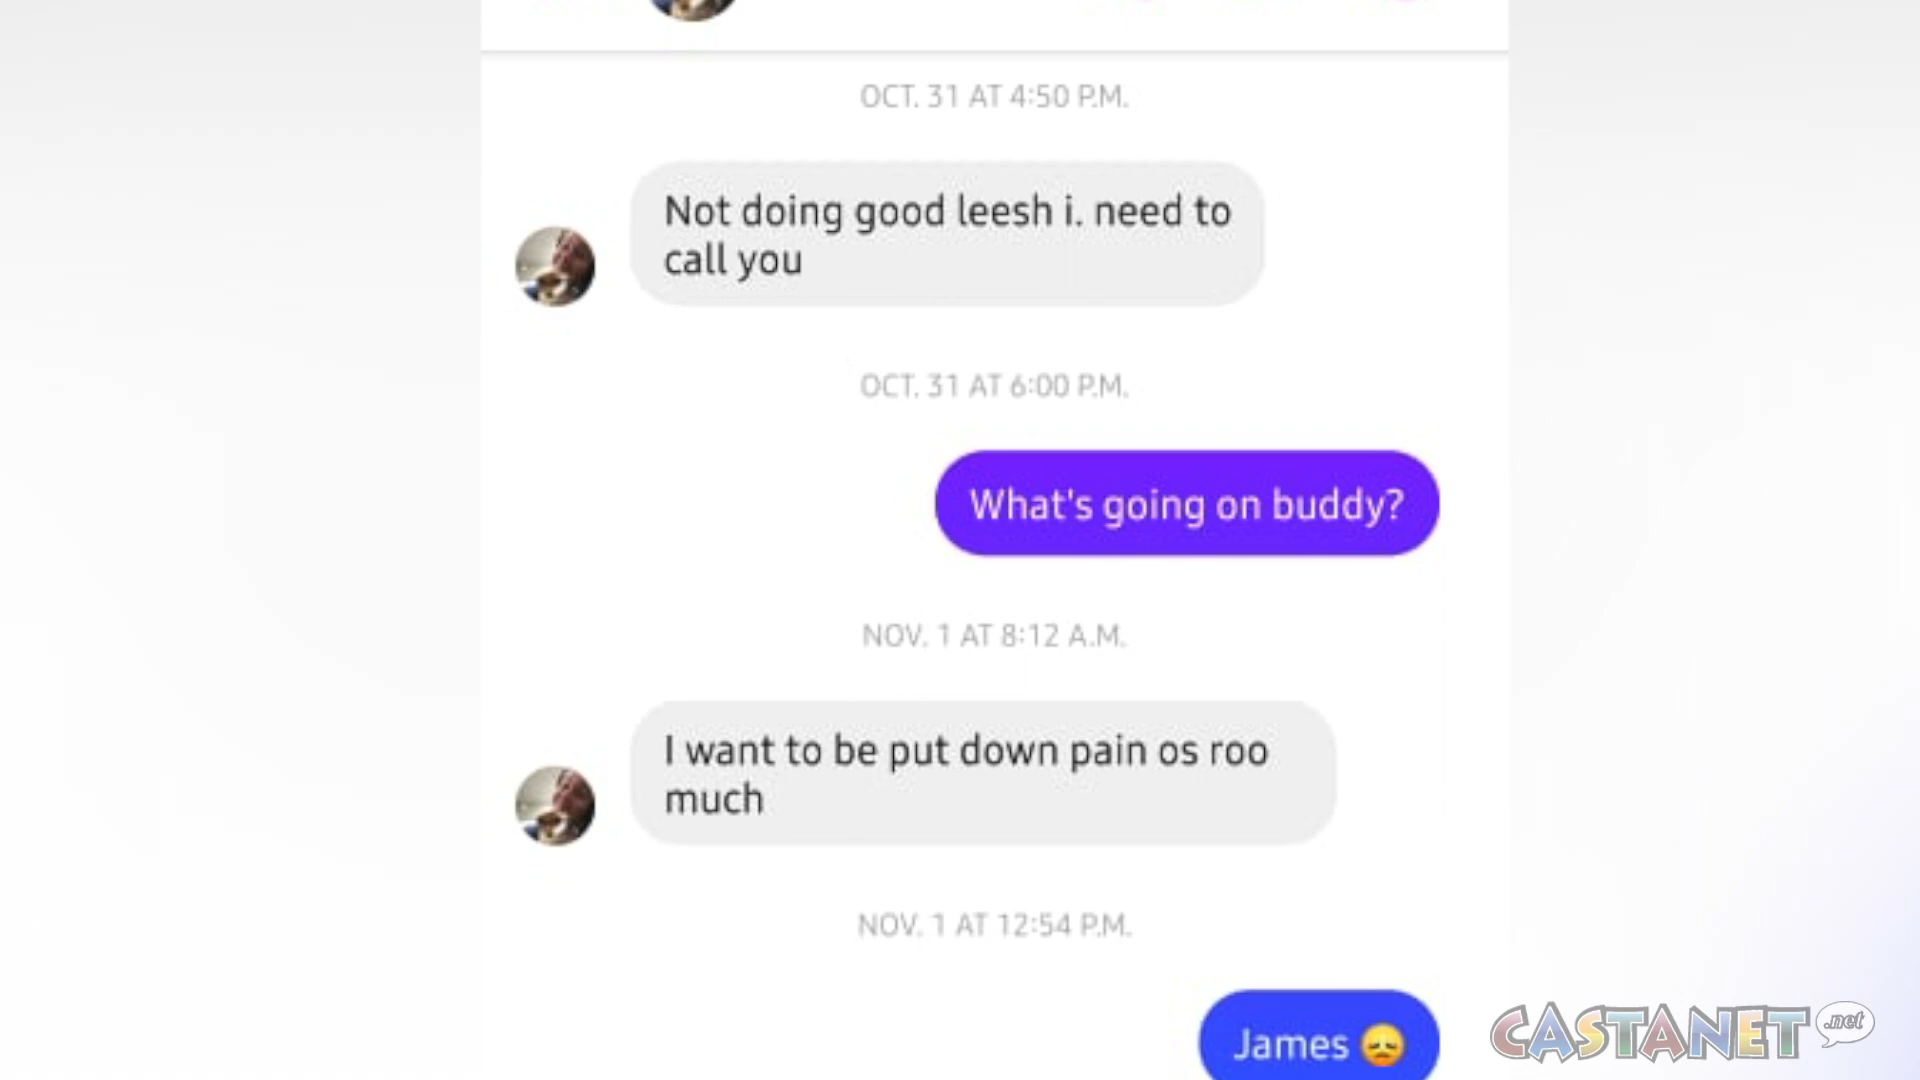 OCT. 31 AT 4:50 P.M.
Not doing good leesh i. need to
call you
OCT. 31 AT 6:00 P.M.
What's going on buddy?
NOV. 1 AT 8:12 A.M.
I want to be put down pain os roo
much
NOV. 1 AT 12:54 P.M.
James 😞
CASTANET .net